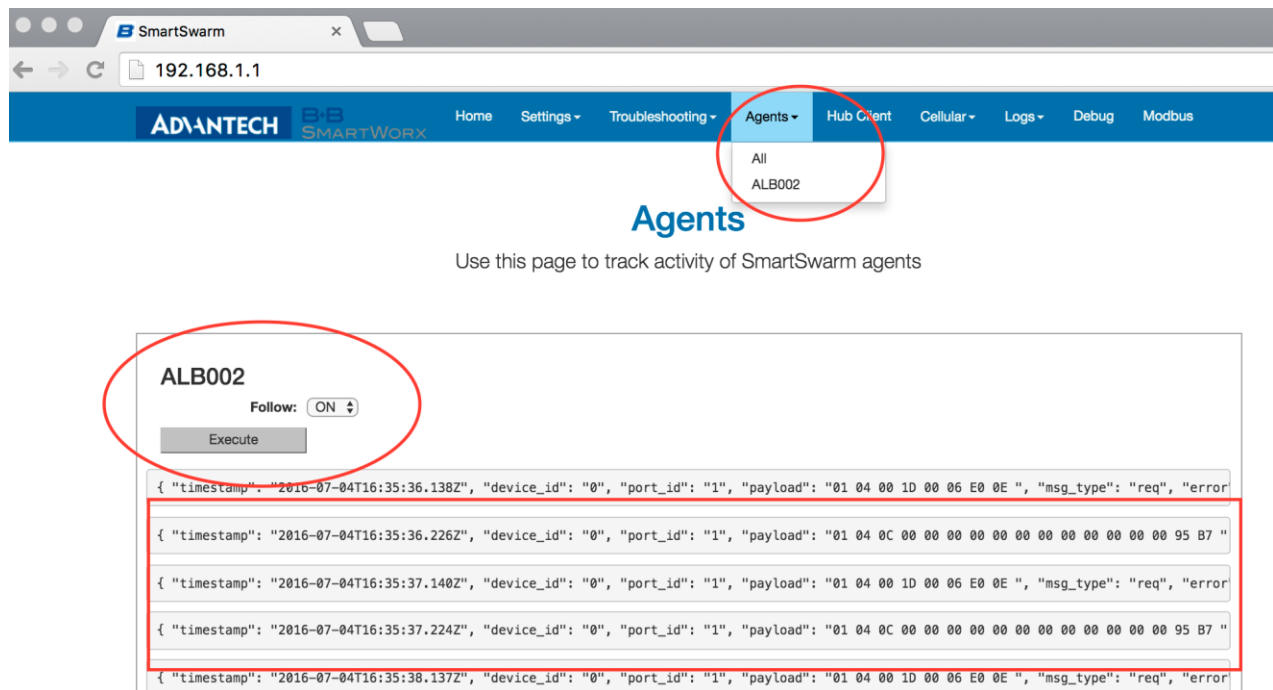 SmartSwarm
192.168.1.1
ADVANTECH B+B SMARTWORX Home Settings Troubleshooting Agents Hub Client Cellular Logs Debug Modbus
All
ALB002
Agents
Use this page to track activity of SmartSwarm agents
ALB002
Follow: ON
Execute
{ "timestamp": "2016-07-04T16:35:36.138Z", "device_id": "0", "port_id": "1", "payload": "01 04 00 1D 00 06 E0 0E ", "msg_type": "req", "error"
{ "timestamp": "2016-07-04T16:35:36.226Z", "device_id": "0", "port_id": "1", "payload": "01 04 0C 00 00 00 00 00 00 00 00 00 00 00 00 95 B7 "
{ "timestamp": "2016-07-04T16:35:37.140Z", "device_id": "0", "port_id": "1", "payload": "01 04 00 1D 00 06 E0 0E ", "msg_type": "req", "error"
{ "timestamp": "2016-07-04T16:35:37.224Z", "device_id": "0", "port_id": "1", "payload": "01 04 0C 00 00 00 00 00 00 00 00 00 00 00 00 95 B7 "
{ "timestamp": "2016-07-04T16:35:38.137Z", "device_id": "0", "port_id": "1", "payload": "01 04 00 1D 00 06 E0 0E ", "msg_type": "req", "error"